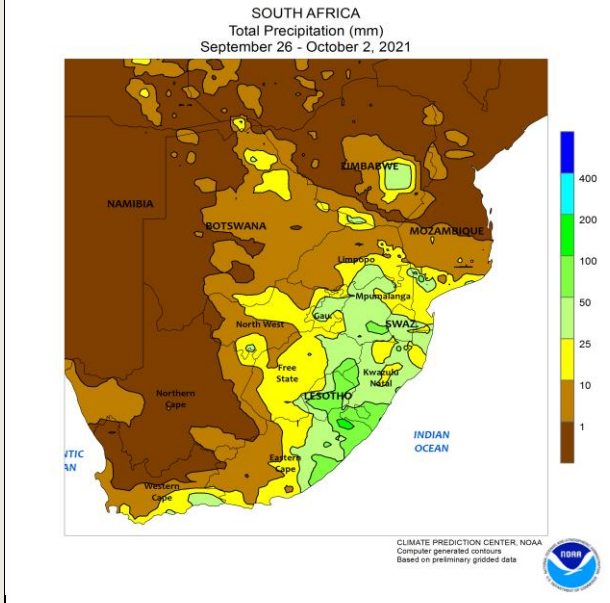 SOUTH AFRICA
Total Precipitation (mm)
September 26 - October 2, 2021
ZIMBABWE
NAMIBIA
BOTSWANA
MOZAMBIQUE
Limpopo
Mpumalanga
Gau.
North West
SWAZ.
Free
State
Kwazulu
Natal
Northern
Cape
LESOTHO
INDIAN
OCEAN
NTIC
AN
Eastern
Cape
Western
Cape
400
200
100
50
25
10
1
CLIMATE PREDICTION CENTER, NOAA
Computer generated contours
Based on preliminary gridded data
NOAA